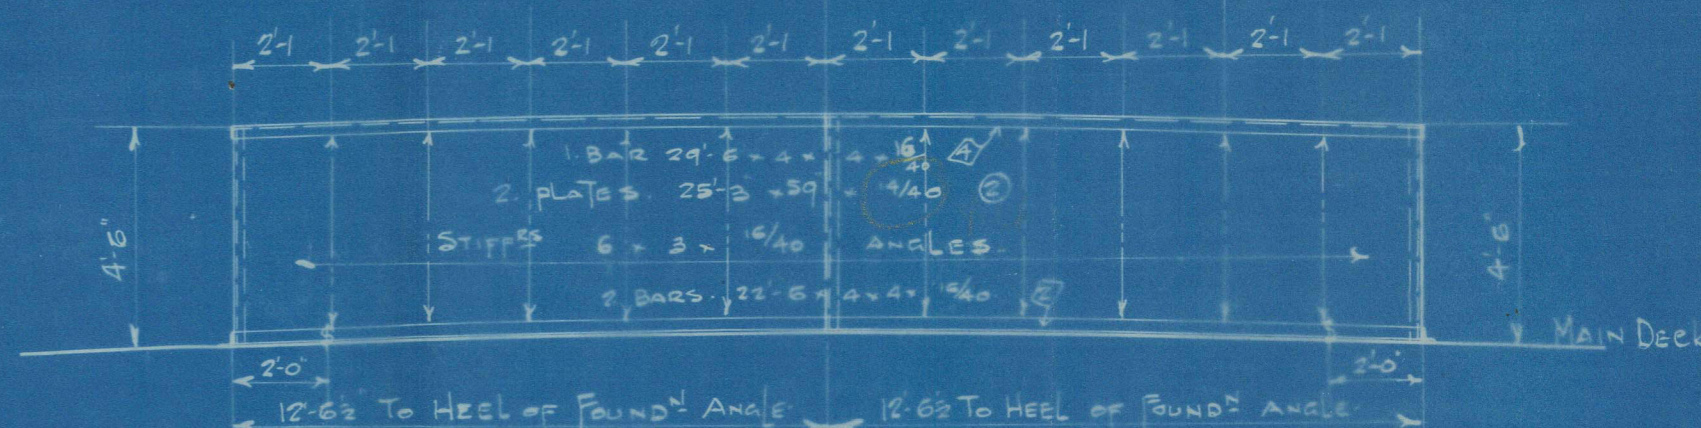 2'-1 2'-1 2'-1 2'-1 2'-1 2'-1 2'-1 2'-1 2'-1 2'-1 2'-1 2'-1
1. BAR 29'-6 × 4 × 4 × 16/40 4
2. PLATES. 25'-3 × 59 × 14/40 2
4'-6"
STIFFRS 6 × 3 × 16/40 ANGLES.
4'-6"
2. BARS. 22'-6 × 4 × 4 × 16/40 2
MAIN DECK
2'-0" 2'-0"
12'-6½ TO HEEL OF FOUNDN ANGLE 12'-6½ TO HEEL OF FOUNDN ANGLE